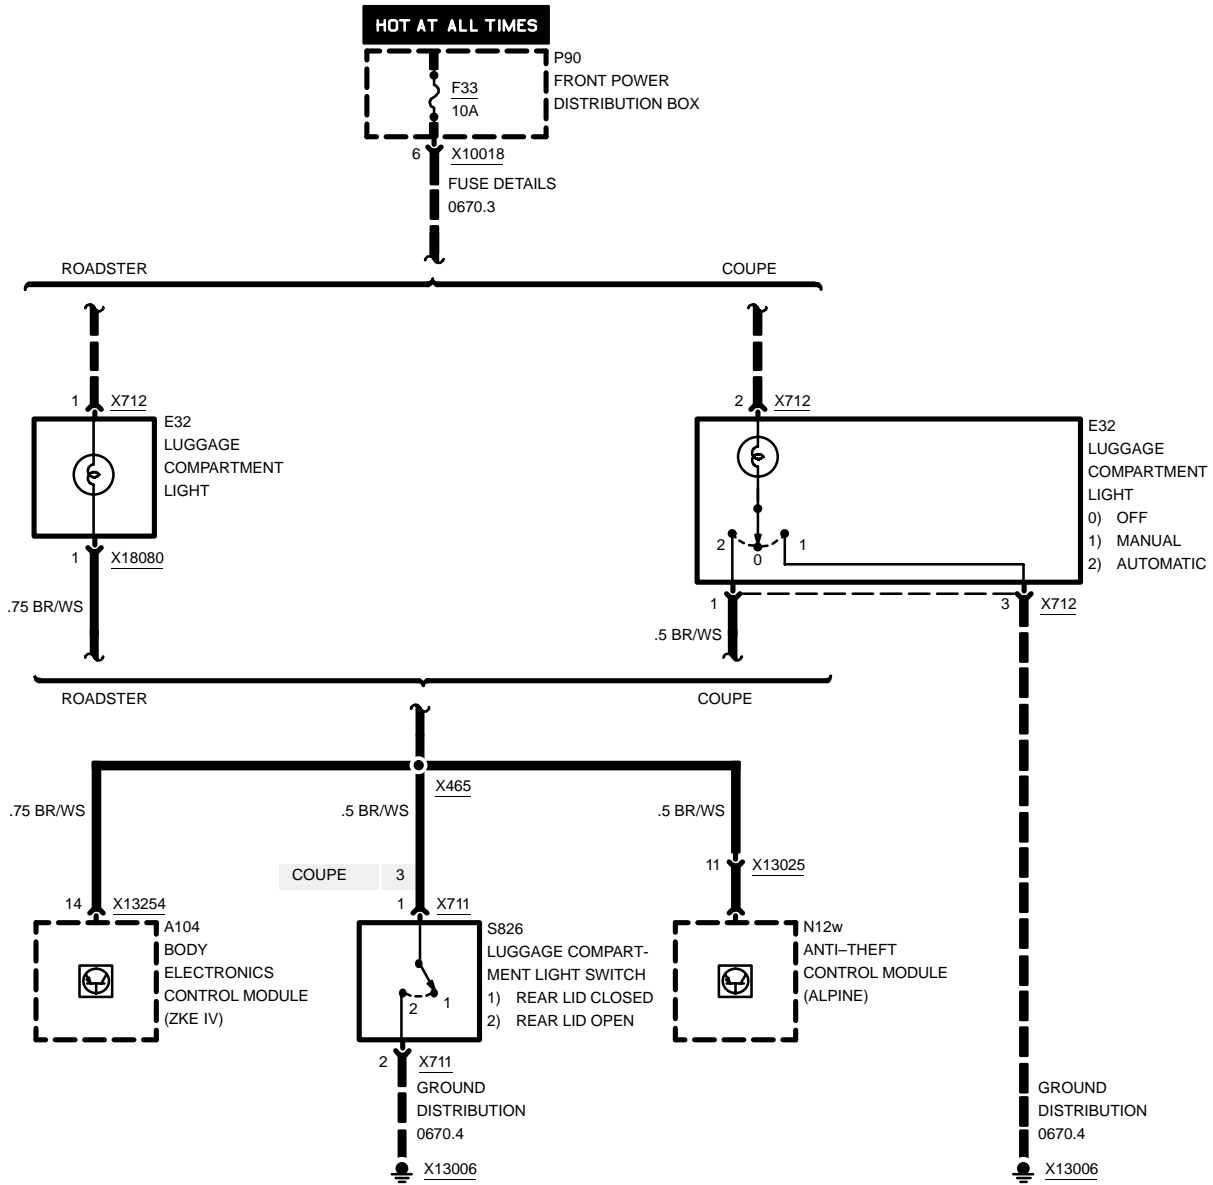 HOT AT ALL TIMES
P90
FRONT POWER
DISTRIBUTION BOX
F33
10A
6 X10018
FUSE DETAILS
0670.3
ROADSTER
COUPE
1 X712
E32
LUGGAGE
COMPARTMENT
LIGHT
1 X18080
.75 BR/WS
2 X712
E32
LUGGAGE
COMPARTMENT
LIGHT
0) OFF
1) MANUAL
2) AUTOMATIC
2 0 1
1
3 X712
.5 BR/WS
ROADSTER
COUPE
X465
.75 BR/WS
.5 BR/WS
.5 BR/WS
COUPE 3
11 X13025
14 X13254
A104
BODY
ELECTRONICS
CONTROL MODULE
(ZKE IV)
1 X711
S826
LUGGAGE COMPART-
MENT LIGHT SWITCH
1) REAR LID CLOSED
2) REAR LID OPEN
2 1
N12w
ANTI–THEFT
CONTROL MODULE
(ALPINE)
2 X711
GROUND
DISTRIBUTION
0670.4
X13006
GROUND
DISTRIBUTION
0670.4
X13006